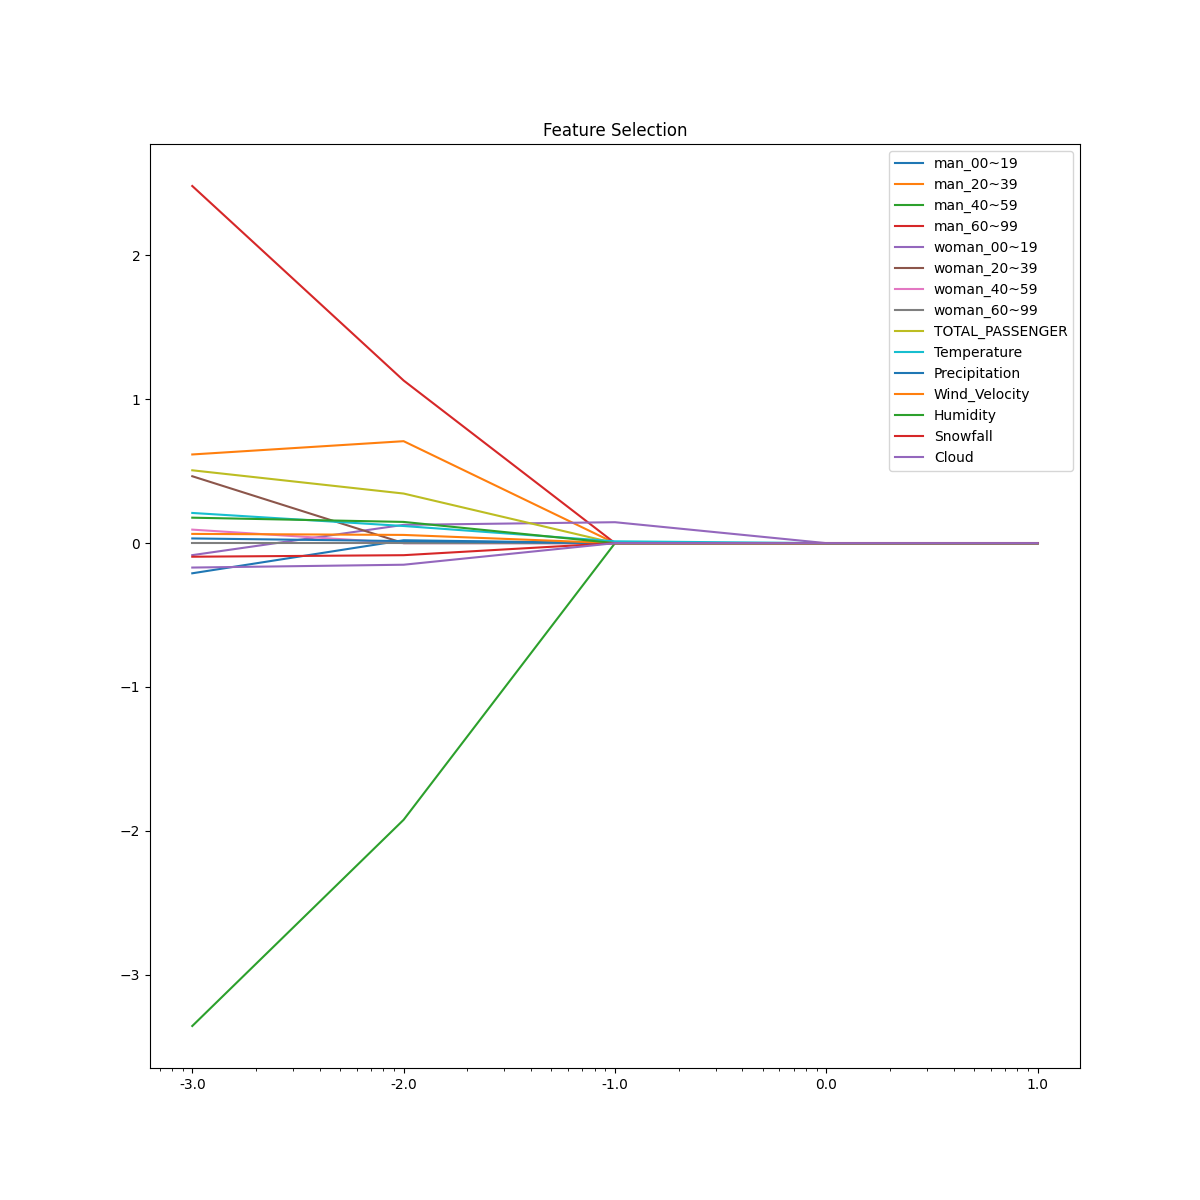 Feature Selection
man_00~19
man_20~39
man_40~59
man_60~99
woman_00~19
woman_20~39
woman_40~59
woman_60~99
TOTAL_PASSENGER
Temperature
Precipitation
Wind_Velocity
Humidity
Snowfall
Cloud
2
1
0
−1
−2
−3
-3.0 -2.0 -1.0 0.0 1.0